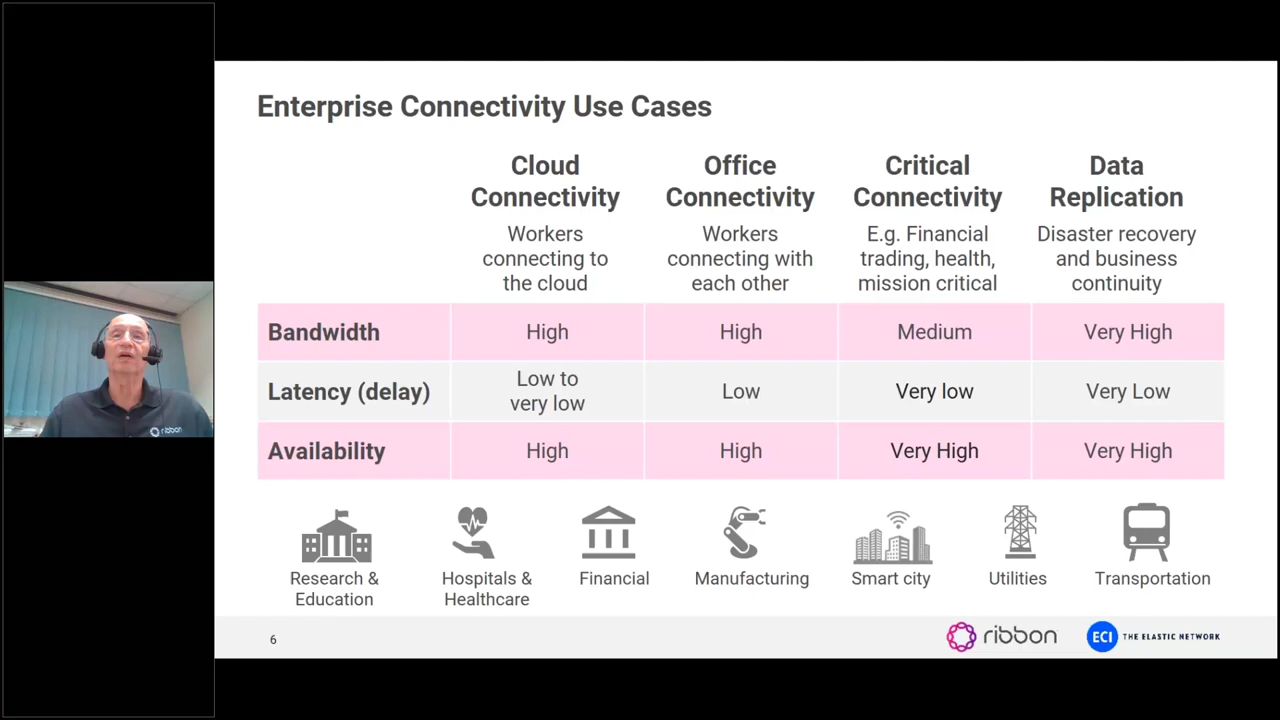 Enterprise Connectivity Use Cases
Cloud
Connectivity
Workers
connecting to
the cloud
Office
Connectivity
Workers
connecting with
each other
Critical
Connectivity
E.g. Financial
trading, health,
mission critical
Data
Replication
Disaster recovery
and business
continuity
Bandwidth High High Medium Very High
Latency (delay) Low to
very low Low Very low Very Low
Availability High High Very High Very High
Research &
Education
Hospitals &
Healthcare
Financial
Manufacturing
Smart city
Utilities
Transportation
6
ribbon
ECI THE ELASTIC NETWORK
ribbon